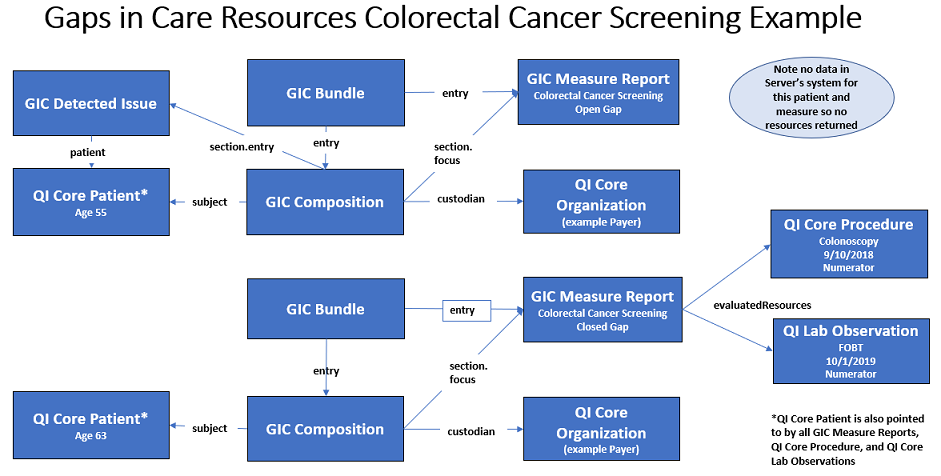 Gaps in Care Resources Colorectal Cancer Screening Example
GIC Detected Issue
GIC Bundle
entry
GIC Measure Report
Colorectal Cancer Screening
Open Gap
Note no data in
Server's system for
this patient and
measure so no
resources returned
patient
section.entry
entry
section.
focus
QI Core Patient*
Age 55
subject
GIC Composition
custodian
QI Core
Organization
(example Payer)
QI Core Procedure
Colonoscopy
9/10/2018
Numerator
GIC Bundle
entry
GIC Measure Report
Colorectal Cancer Screening
Closed Gap
evaluatedResources
QI Lab Observation
FOBT
10/1/2019
Numerator
entry
section.
focus
QI Core Patient*
Age 63
subject
GIC Composition
custodian
QI Core
Organization
(example Payer)
*QI Core Patient is also pointed
to by all GIC Measure Reports,
QI Core Procedure, and QI Core
Lab Observations